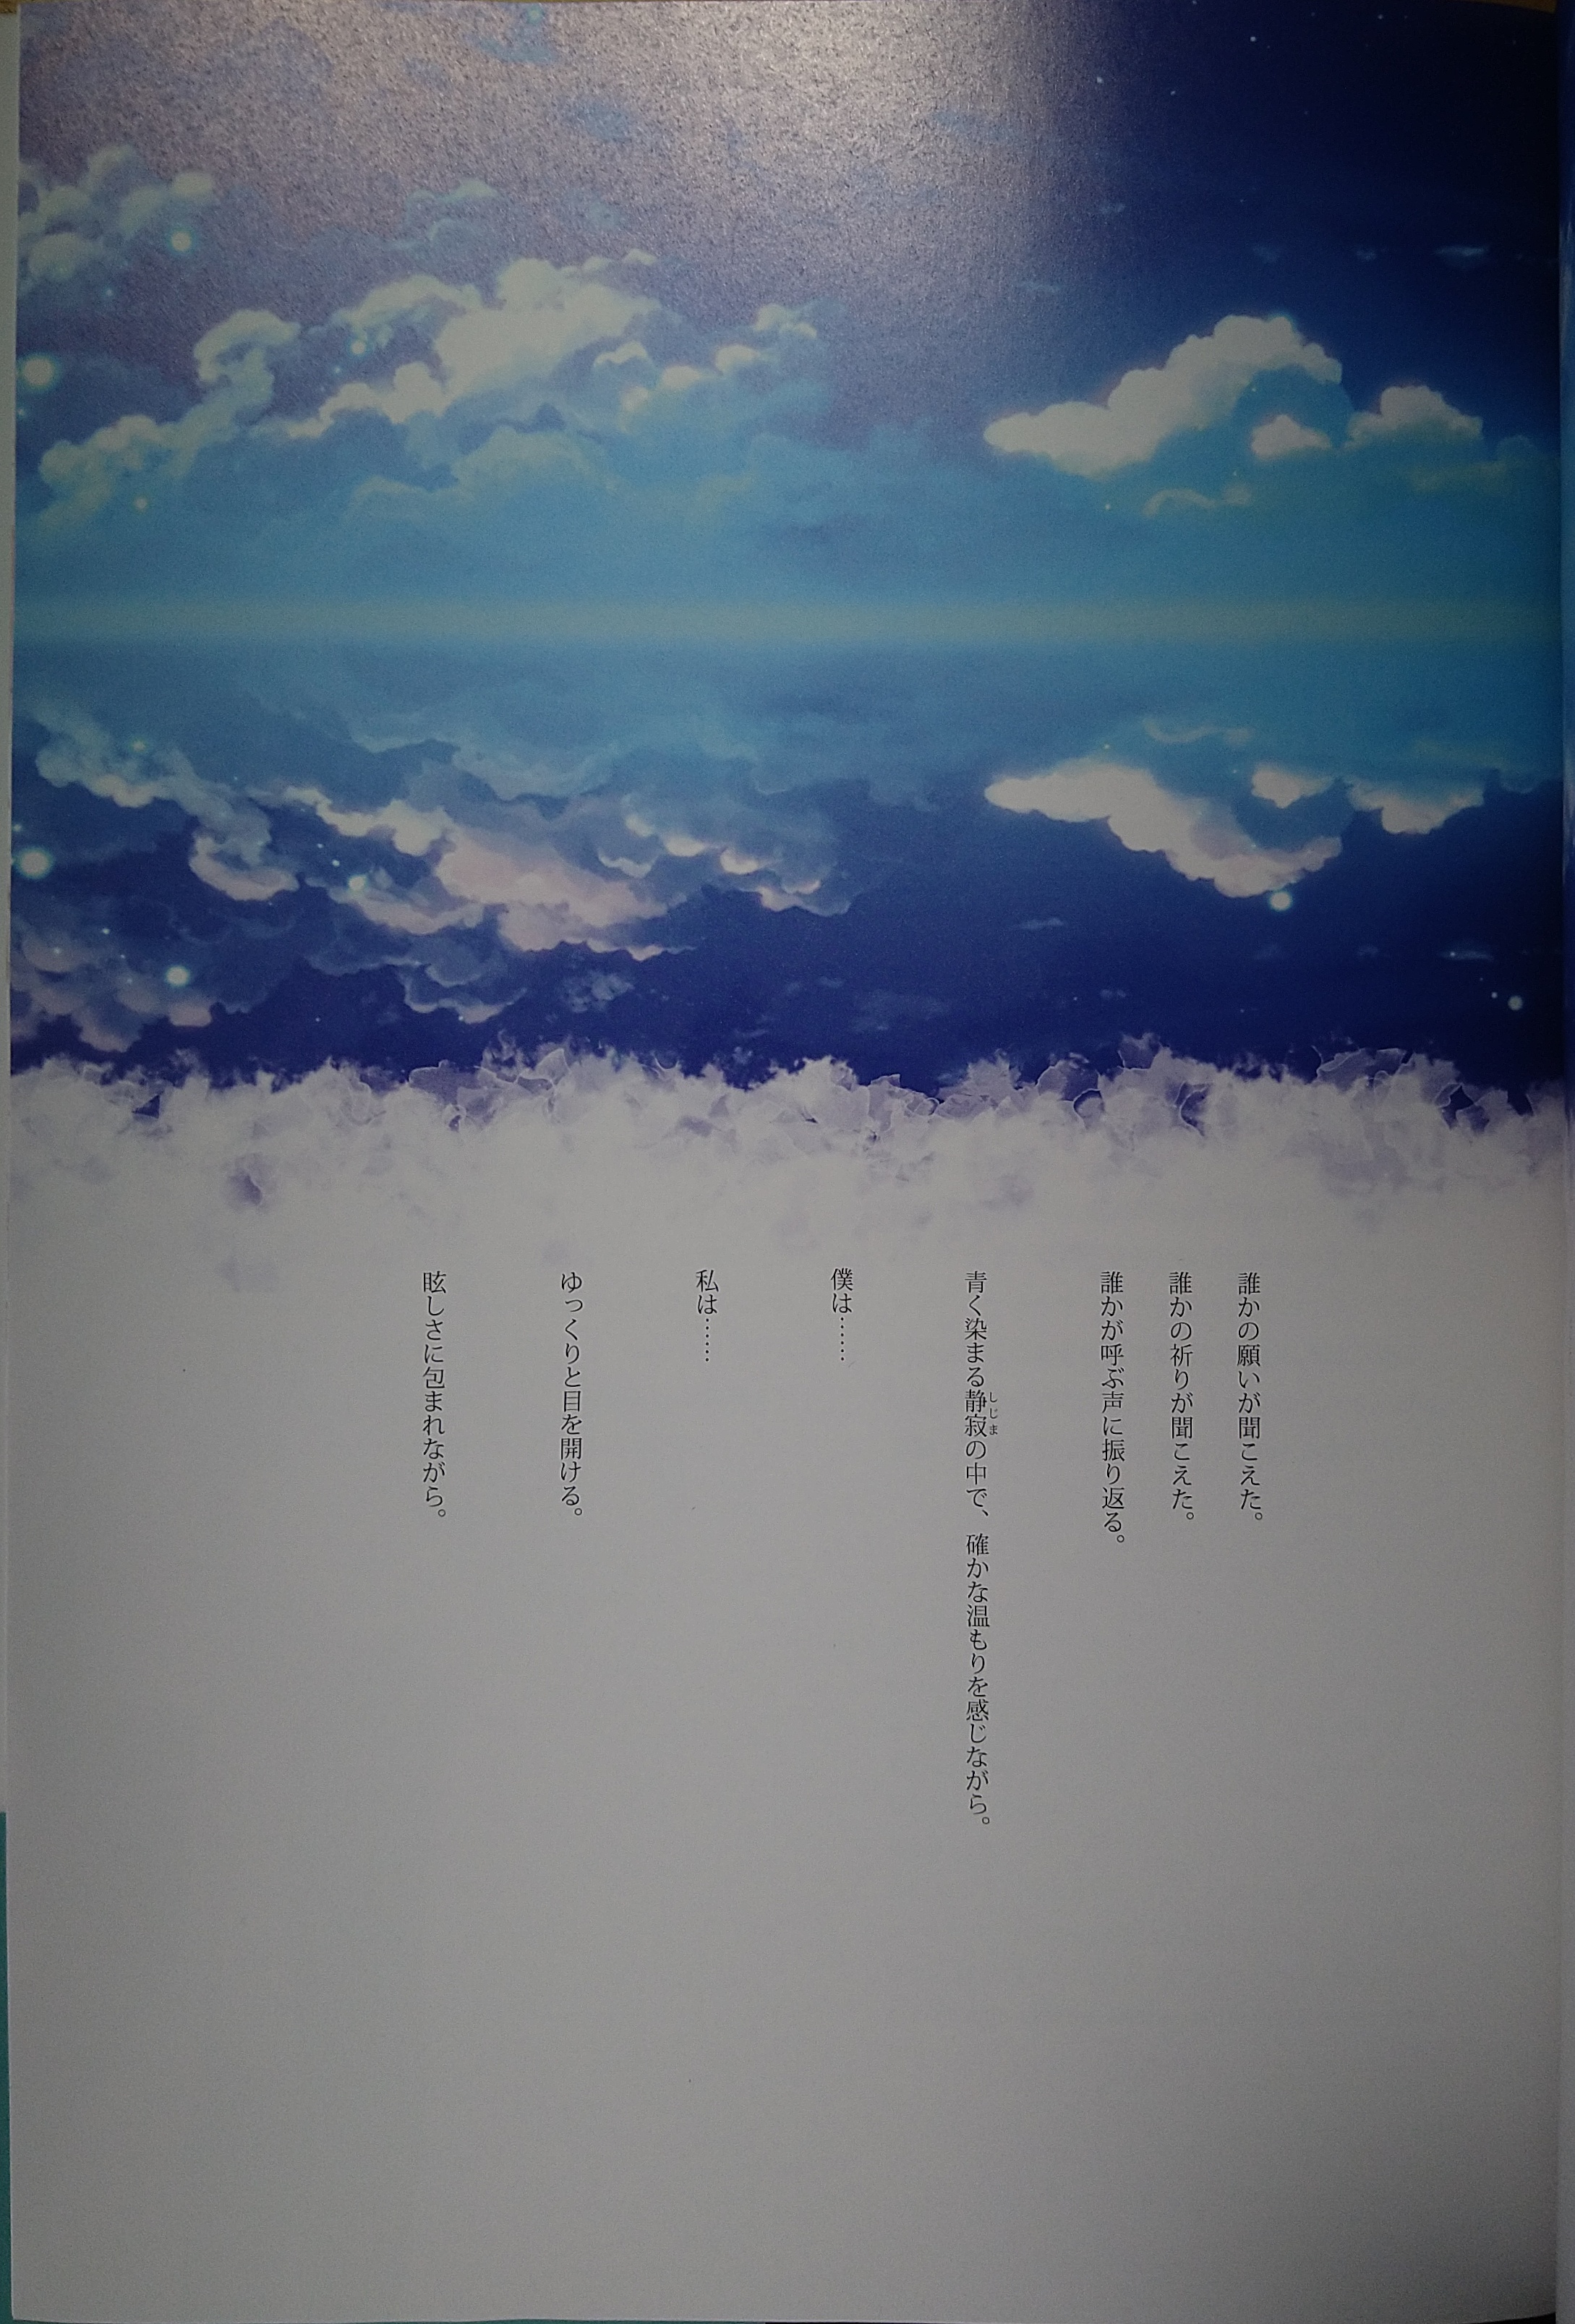 誰かの願いが聞こえた。
誰かの祈りが聞こえた。
誰かが呼ぶ声に振り返る。
青く染まる静寂の中で、確かな温もりを感じながら。
しじま
僕は……
私は……
ゆっくりと目を開ける。
眩しさに包まれながら。